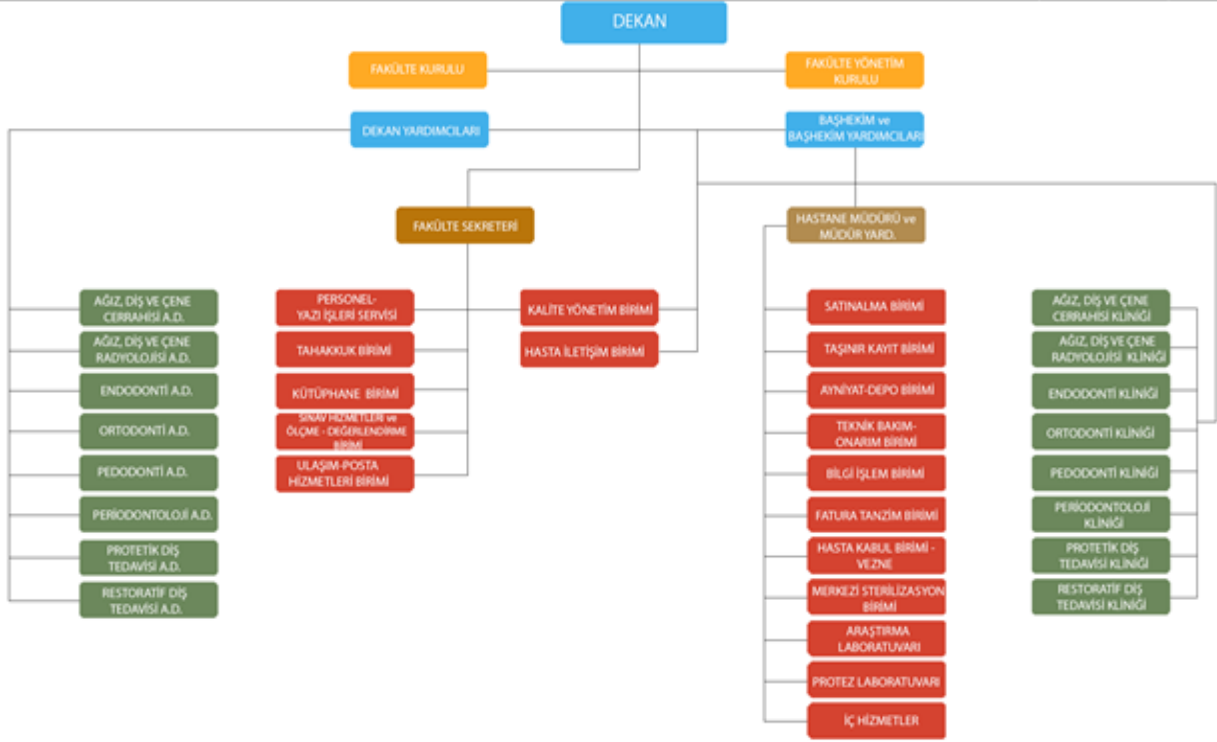 DEKAN
FAKÜLTE KURULU
FAKÜLTE YÖNETİM
KURULU
DEKAN YARDIMCILARI
BAŞHEKİM ve
BAŞHEKİM YARDIMCILARI
FAKÜLTE SEKRETERİ
HASTANE MÜDÜRÜ ve
MÜDÜR YARD.
AĞIZ, DİŞ VE ÇENE
CERRAHİSİ A.D.
AĞIZ, DİŞ VE ÇENE
RADYOLOJİSİ A.D.
ENDODONTİ A.D.
ORTODONTİ A.D.
PEDODONTİ A.D.
PERİODONTOLOJİ A.D.
PROTETİK DİŞ
TEDAVİSİ A.D.
RESTORATİF DİŞ
TEDAVİSİ A.D.
PERSONEL-
YAZI İŞLERİ SERVİSİ
TAHAKKUK BİRİMİ
KÜTÜPHANE BİRİMİ
SINAV HİZMETLERİ ve
ÖLÇME - DEĞERLENDİRME
BİRİMİ
ULAŞIM-POSTA
HİZMETLERİ BİRİMİ
KALİTE YÖNETİM BİRİMİ
HASTA İLETİŞİM BİRİMİ
SATINALMA BİRİMİ
TAŞINIR KAYIT BİRİMİ
AYNİYAT-DEPO BİRİMİ
TEKNİK BAKIM-
ONARIM BİRİMİ
BİLGİ İŞLEM BİRİMİ
FATURA TANZİM BİRİMİ
HASTA KABUL BİRİMİ -
VEZNE
MERKEZİ STERİLİZASYON
BİRİMİ
ARAŞTIRMA
LABORATUVARI
PROTEZ LABORATUVARI
İÇ HİZMETLER
AĞIZ, DİŞ VE ÇENE
CERRAHİSİ KLİNİĞİ
AĞIZ, DİŞ VE ÇENE
RADYOLOJİSİ KLİNİĞİ
ENDODONTİ KLİNİĞİ
ORTODONTİ KLİNİĞİ
PEDODONTİ KLİNİĞİ
PERİODONTOLOJİ
KLİNİĞİ
PROTETİK DİŞ
TEDAVİSİ KLİNİĞİ
RESTORATİF DİŞ
TEDAVİSİ KLİNİĞİ